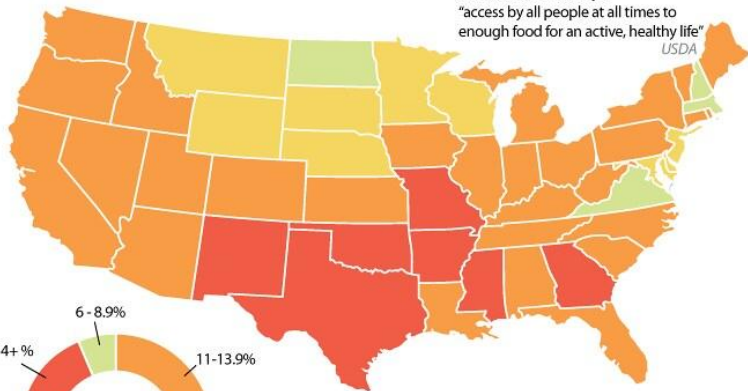 “access by all people at all times to
enough food for an active, healthy life”
USDA
6 - 8.9%
4+ %
11-13.9%